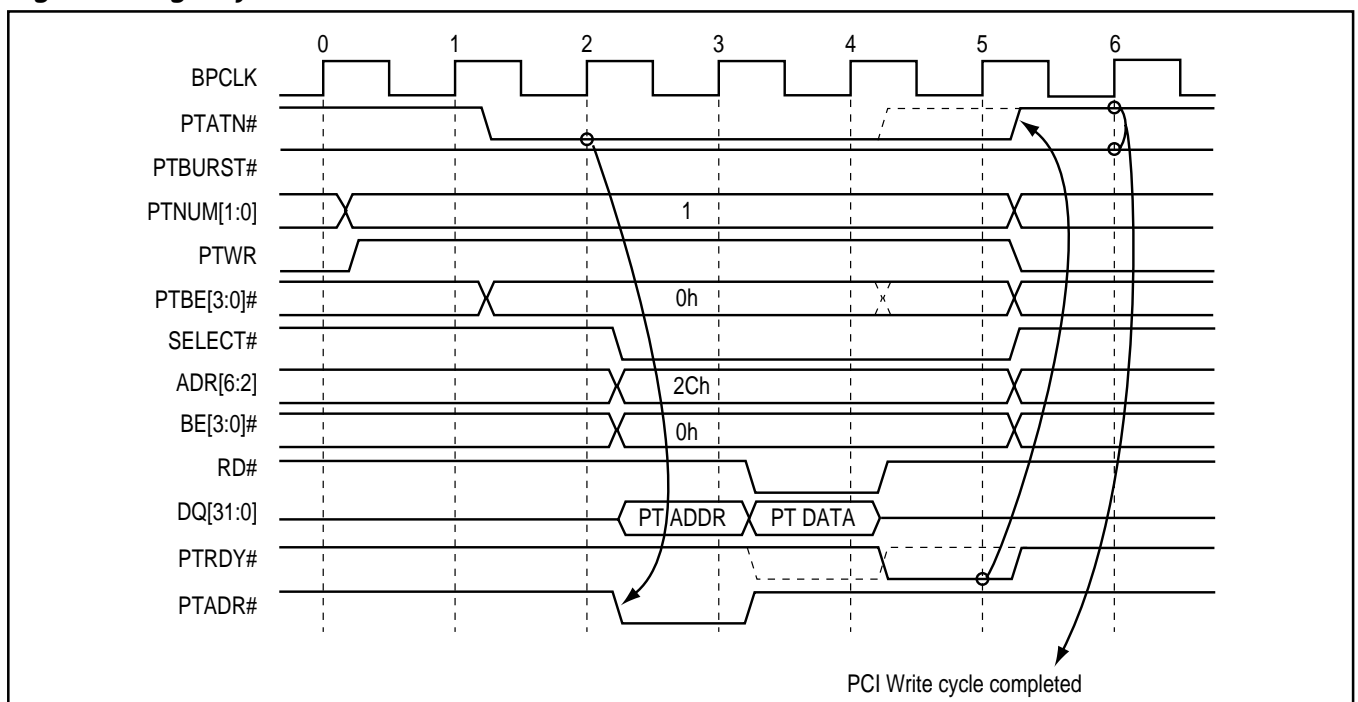 0 1 2 3 4 5 6
BPCLK
PTATN#
PTBURST#
PTNUM[1:0] 1
PTWR
PTBE[3:0]# 0h
SELECT#
ADR[6:2] 2Ch
BE[3:0]# 0h
RD#
DQ[31:0] PT ADDR PT DATA
PTRDY#
PTADR#
PCI Write cycle completed